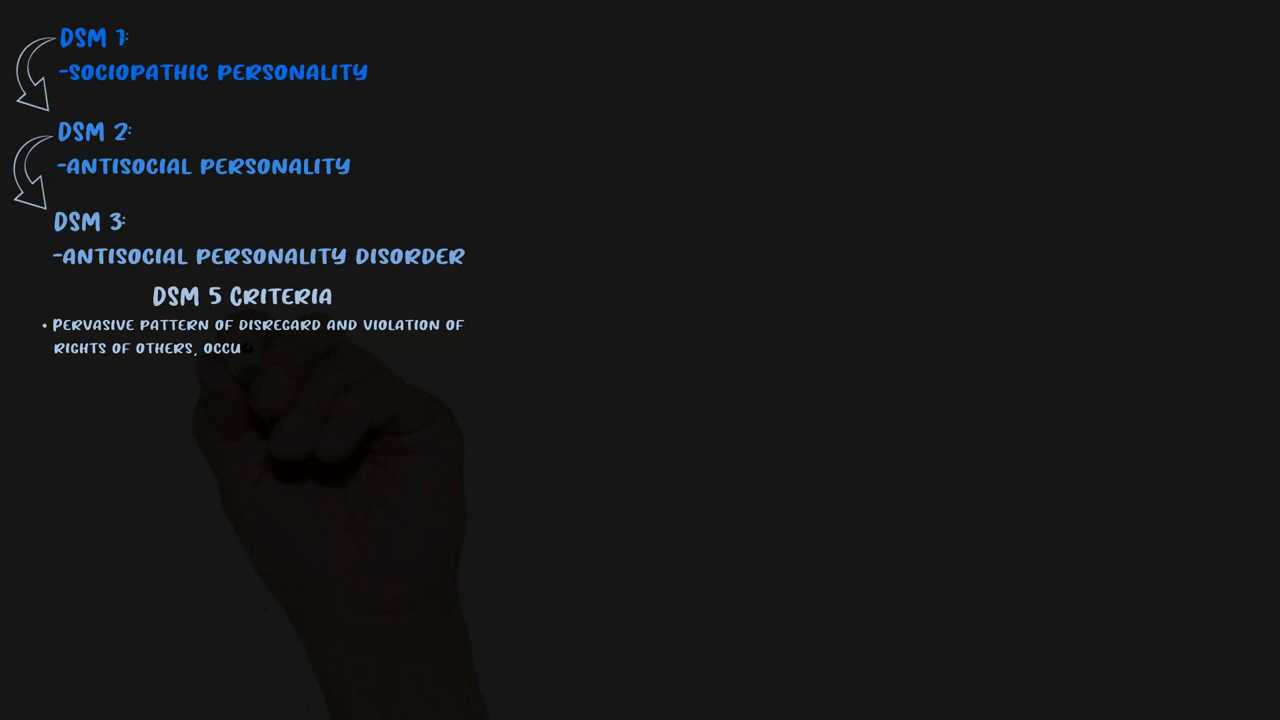 DSM 1:
-SOCIOPATHIC PERSONALITY
DSM 2:
-ANTISOCIAL PERSONALITY
DSM 3:
-ANTISOCIAL PERSONALITY DISORDER
DSM 5 CRITERIA
• PERVASIVE PATTERN OF DISREGARD AND VIOLATION OF
RIGHTS OF OTHERS, OCCU